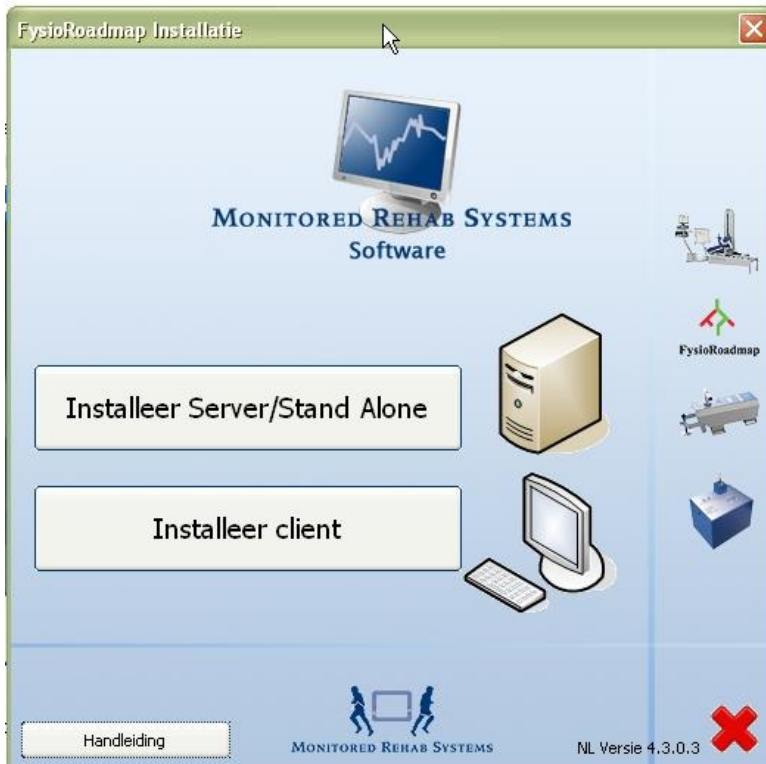 FysioRoadmap Installatie
MONITORED REHAB SYSTEMS
Software
FysioRoadmap
Installeer Server/Stand Alone
Installeer client
Handleiding
MONITORED REHAB SYSTEMS
NL Versie 4.3.0.3